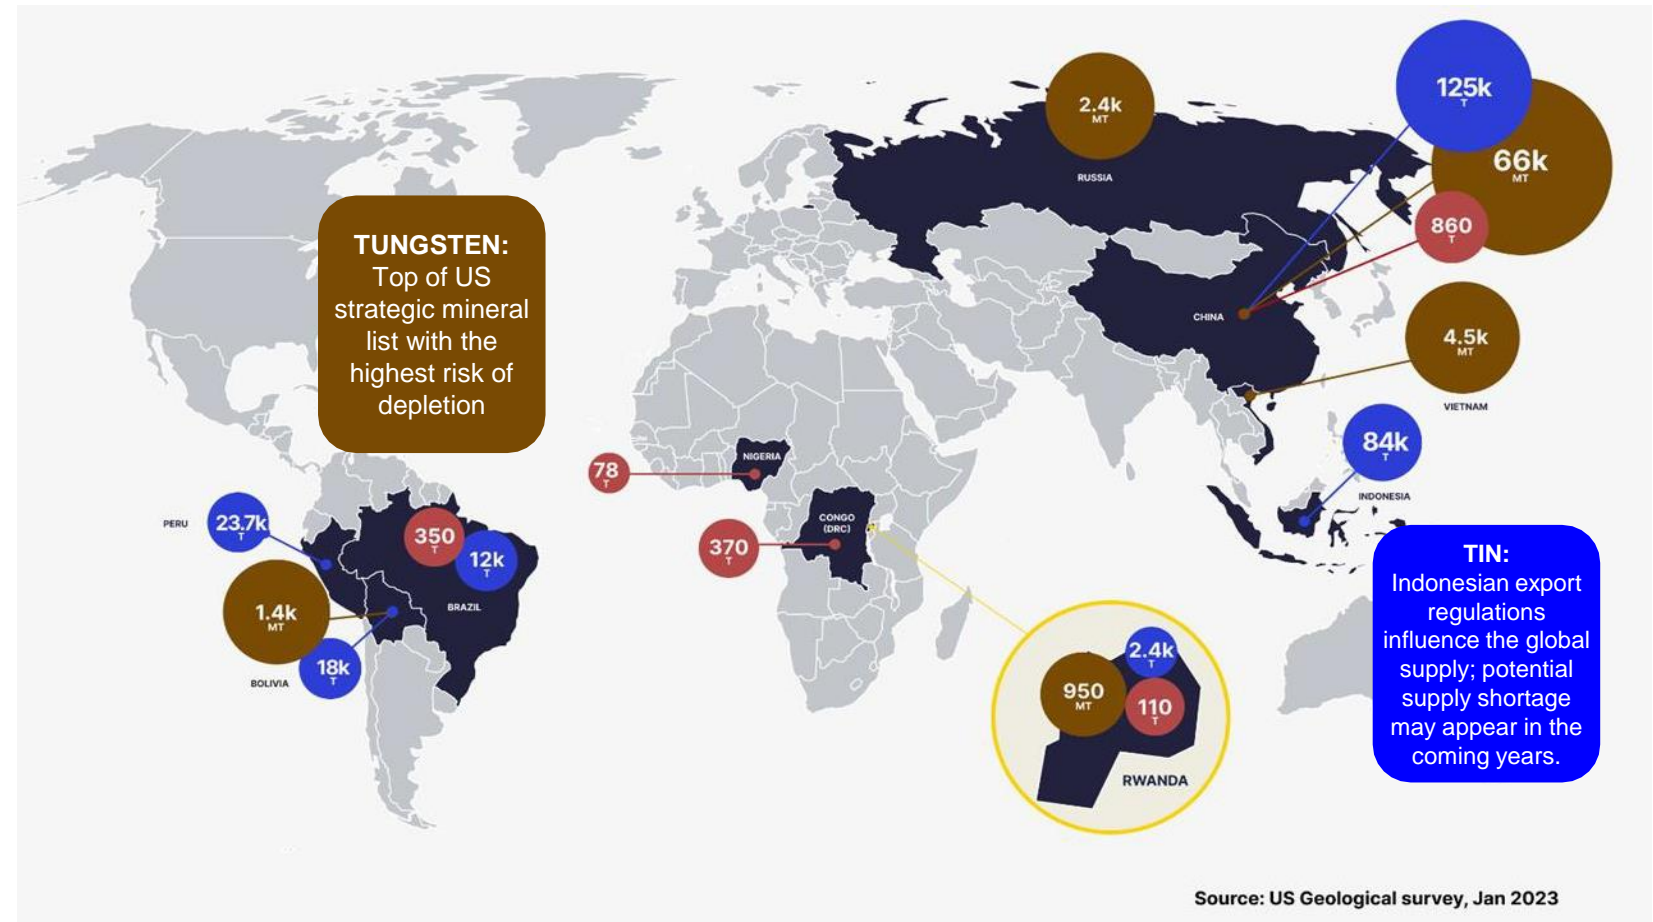 125k
T
2.4k
MT
66k
MT
RUSSIA
860
T
TUNGSTEN:
Top of US
strategic mineral
list with the
highest risk of
depletion
CHINA
4.5k
MT
VIETNAM
84k
T
NIGERIA
78
T
INDONESIA
PERU
23.7k
T
350
T
12k
T
CONGO
(DRC)
370
T
BRAZIL
1.4k
MT
18k
T
BOLIVIA
TIN:
Indonesian export
regulations
influence the global
supply; potential
supply shortage
may appear in the
coming years.
2.4k
T
950
MT
110
T
RWANDA
Source: US Geological survey, Jan 2023